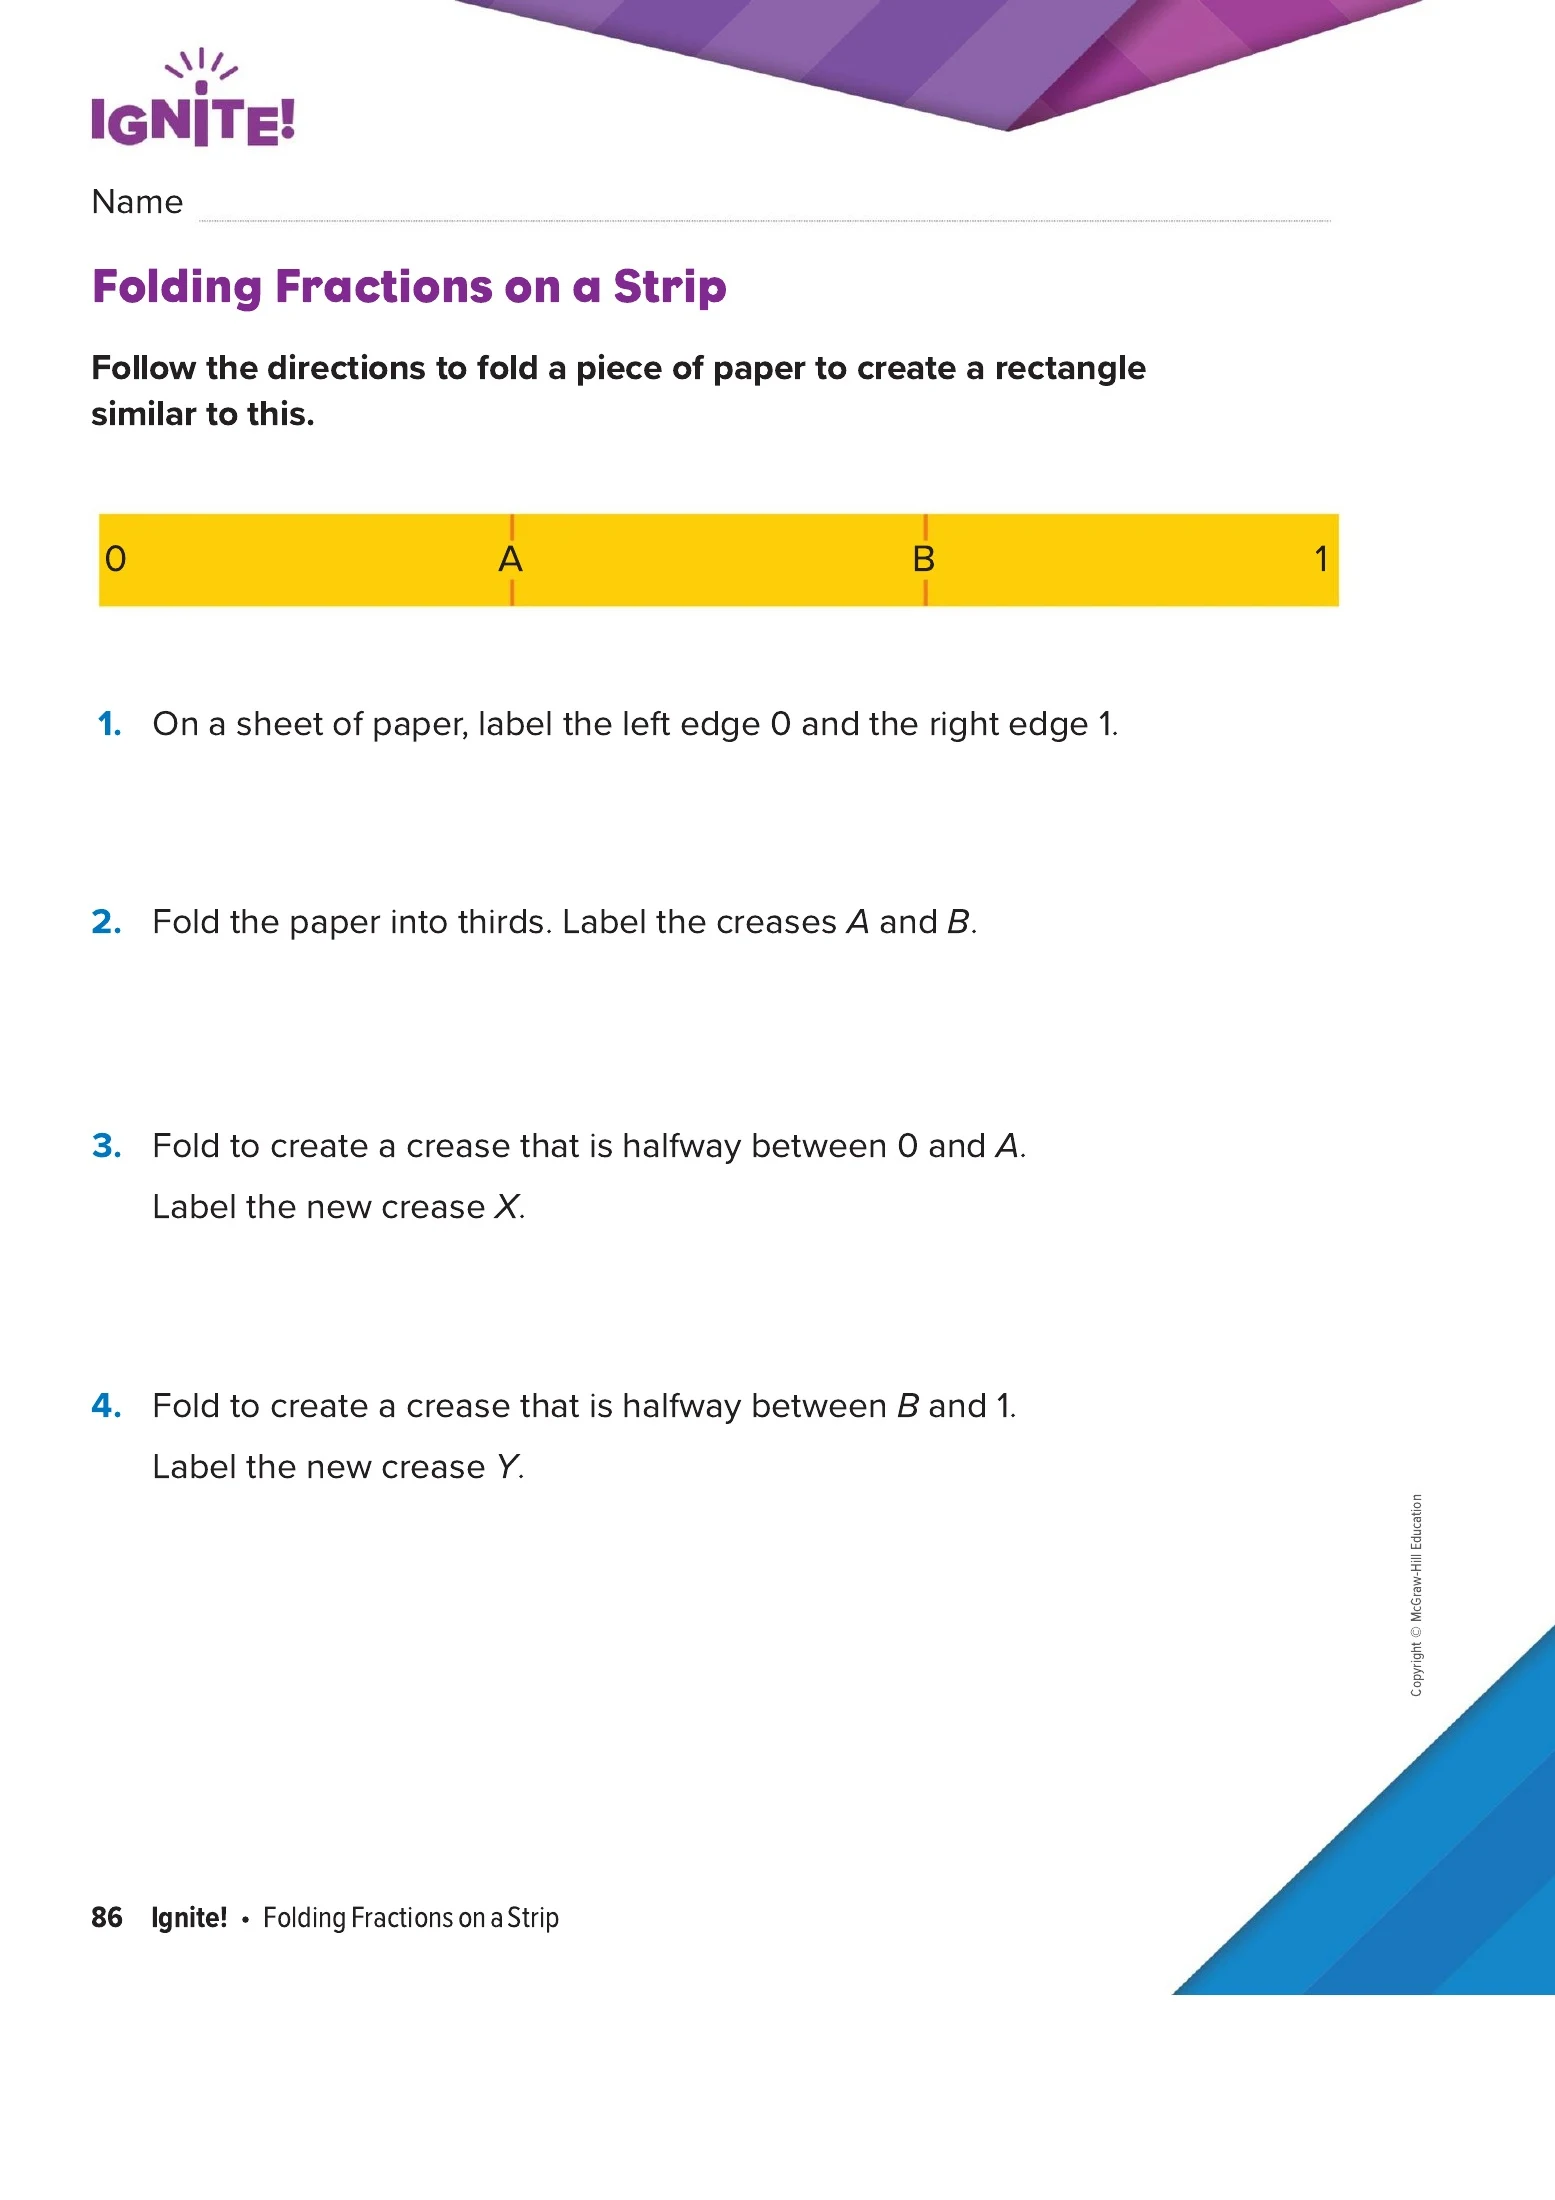 IGNITE!
Name
Folding Fractions on a Strip
Follow the directions to fold a piece of paper to create a rectangle
similar to this.
0 A B 1
1. On a sheet of paper, label the left edge 0 and the right edge 1.
2. Fold the paper into thirds. Label the creases A and B.
3. Fold to create a crease that is halfway between 0 and A.
Label the new crease X.
4. Fold to create a crease that is halfway between B and 1.
Label the new crease Y.
Copyright © McGraw-Hill Education
86 Ignite! • Folding Fractions on a Strip